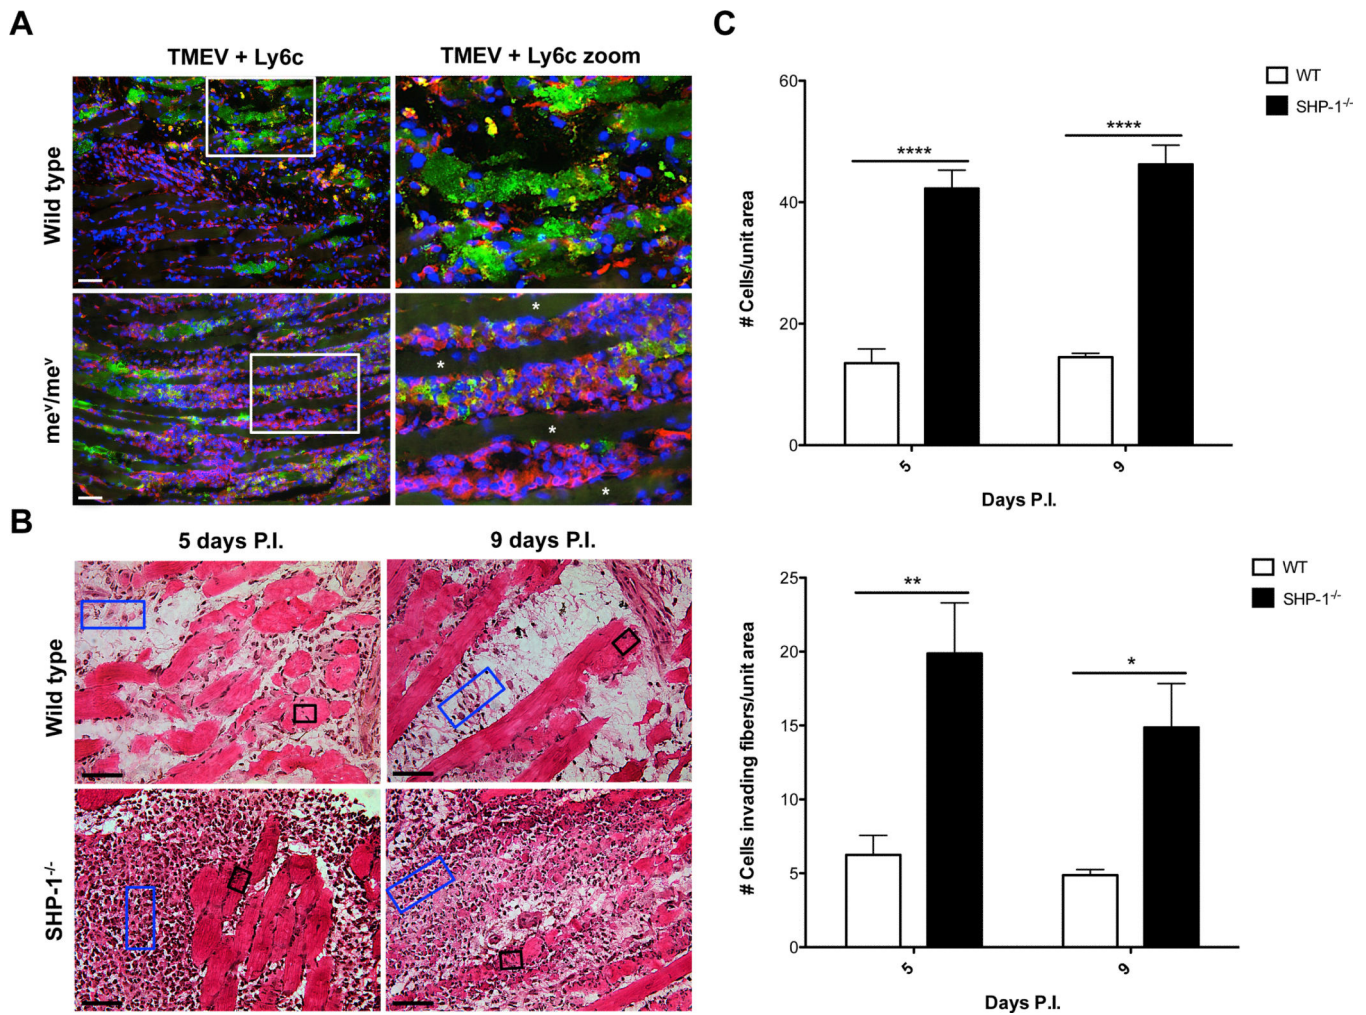 A
TMEV + Ly6c
TMEV + Ly6c zoom
Wild type
meᵛ/meᵛ
*
*
*
*
B
5 days P.I.
9 days P.I.
Wild type
SHP-1⁻/⁻
C
WT
SHP-1⁻/⁻
# Cells/unit area
60
40
20
0
****
****
5
9
Days P.I.
WT
SHP-1⁻/⁻
# Cells invading fibers/unit area
25
20
15
10
5
0
**
*
5
9
Days P.I.